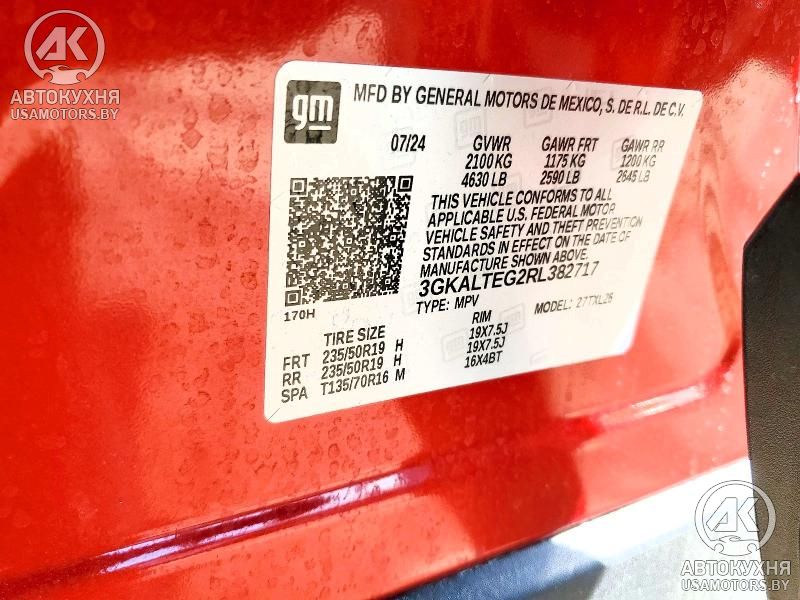 AK
АВТОКУХНЯ
USAMOTORS.BY
gm
MFD BY GENERAL MOTORS DE MEXICO, S. DE R.L. DE C.V.
07/24 GVWR GAWR FRT GAWR RR
2100 KG 1175 KG 1200 KG
4630 LB 2590 LB 2645 LB
THIS VEHICLE CONFORMS TO ALL
APPLICABLE U.S. FEDERAL MOTOR
VEHICLE SAFETY AND THEFT PREVENTION
STANDARDS IN EFFECT ON THE DATE OF
MANUFACTURE SHOWN ABOVE.
3GKALTEG2RL382717
TYPE: MPV MODEL: 27TXL26
170H
TIRE SIZE RIM
FRT 235/50R19 H 19X7.5J
RR 235/50R19 H 19X7.5J
SPA T135/70R16 M 16X4BT
AK
АВТОКУХНЯ
USAMOTORS.BY